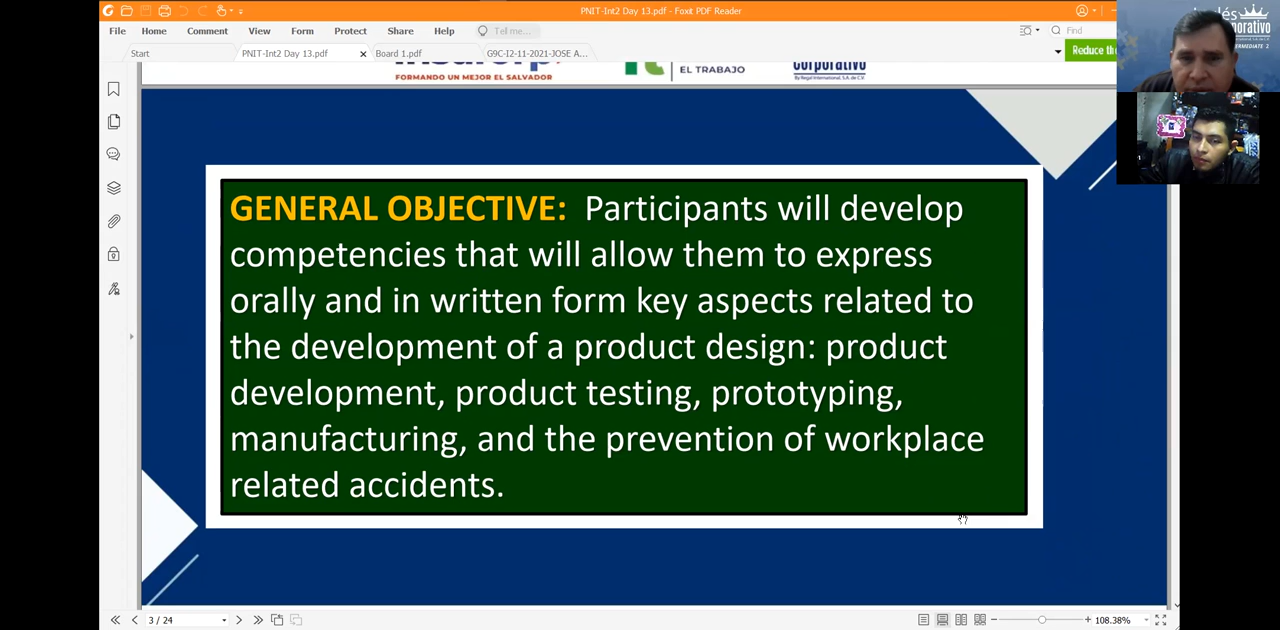 PNIT-Int2 Day 13.pdf - Foxit PDF Reader
File Home Comment View Form Protect Share Help Tell me... Find
Start PNIT-Int2 Day 13.pdf Board 1.pdf G9C-I2-11-2021-JOSE A...
Reduce th
FORMANDO UN MEJOR EL SALVADOR
EL TRABAJO
corporativo
By Regal International, S.A. de C.V.
GENERAL OBJECTIVE: Participants will develop
competencies that will allow them to express
orally and in written form key aspects related to
the development of a product design: product
development, product testing, prototyping,
manufacturing, and the prevention of workplace
related accidents.
3 / 24
108.38%